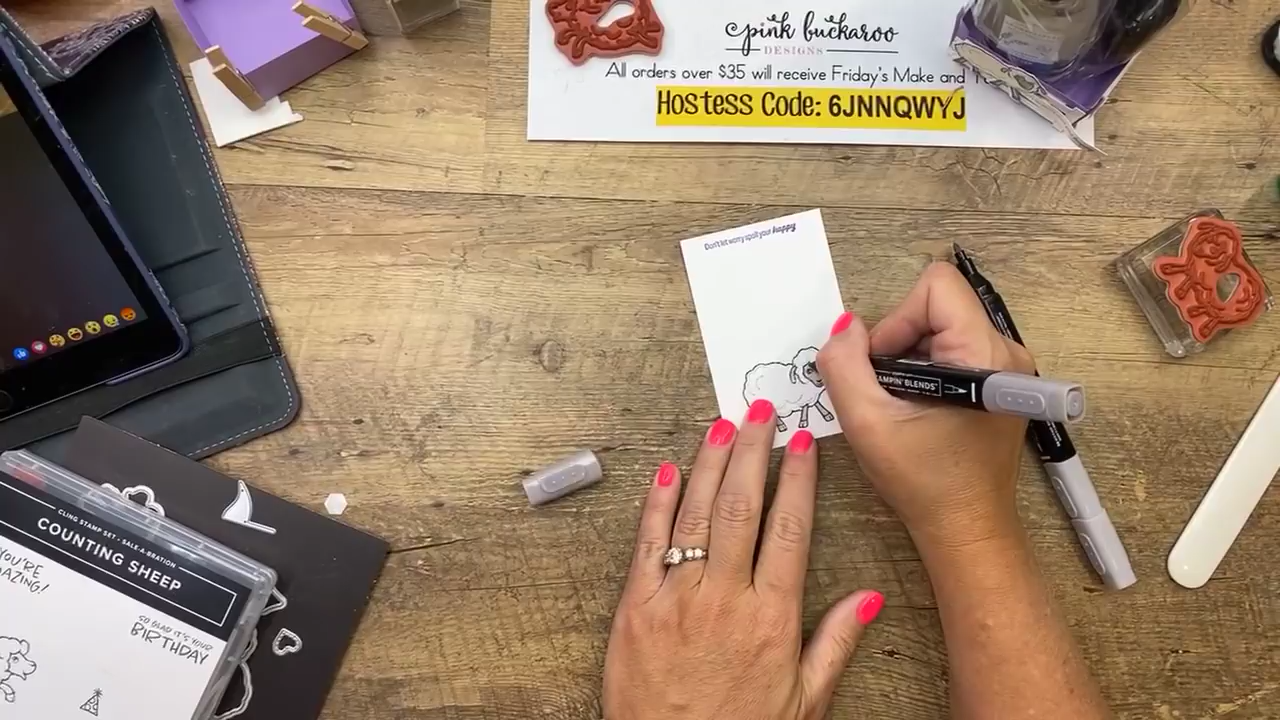 pink buckaroo
DESIGNS
All orders over $35 will receive Friday's Make and
Hostess Code: 6JNNQWYJ
Don't let worry spoil your happy
STAMPIN' BLENDS
CLING STAMP SET • SALE-A-BRATION
COUNTING SHEEP
YOU'RE
AMAZING!
SO GLAD IT'S YOUR
BIRTHDAY